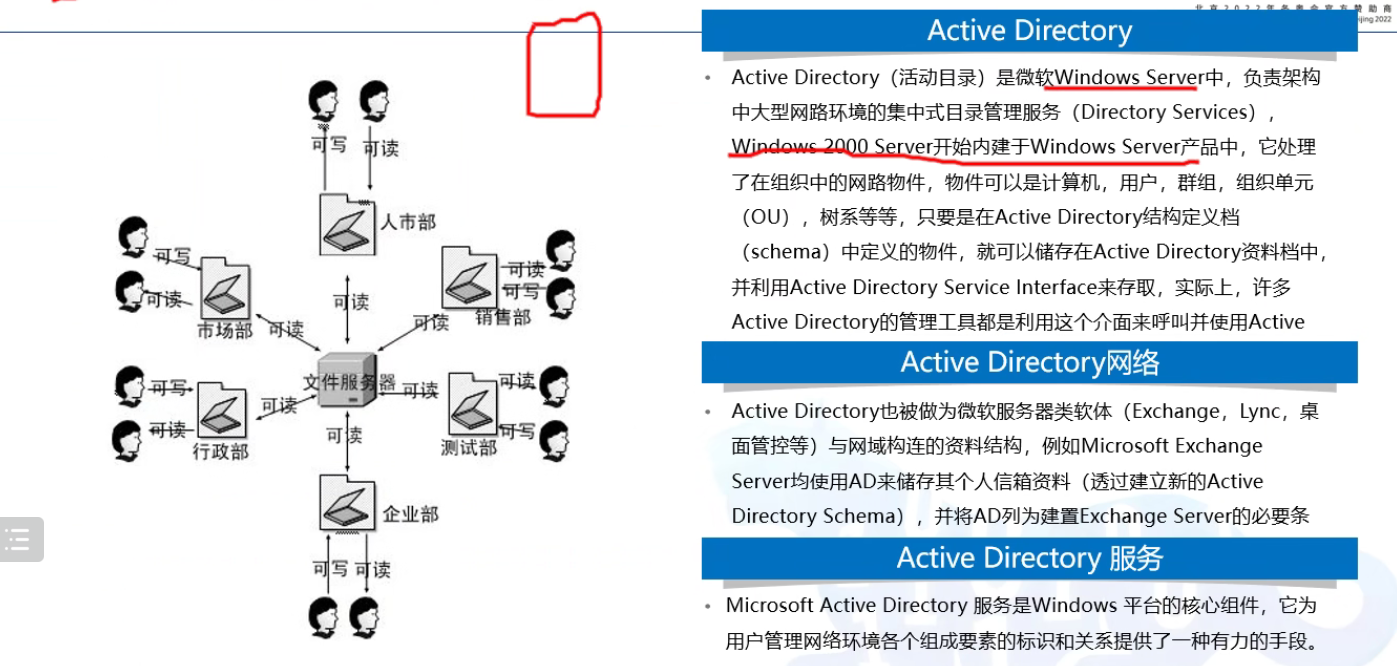 北京2022年冬奥会官方赞助商
ijing 2022
可写
可读
人市部
可写
可读
市场部
可读
可读
可读
可写
销售部
可读
文件服务器
可写
可读
行政部
可读
可读
可读
可写
测试部
可读
企业部
可写
可读
Active Directory
• Active Directory（活动目录）是微软Windows Server中，负责架构
中大型网路环境的集中式目录管理服务（Directory Services），
Windows 2000 Server开始内建于Windows Server产品中，它处理
了在组织中的网路物件，物件可以是计算机，用户，群组，组织单元
（OU），树系等等，只要是在Active Directory结构定义档
（schema）中定义的物件，就可以储存在Active Directory资料档中，
并利用Active Directory Service Interface来存取，实际上，许多
Active Directory的管理工具都是利用这个介面来呼叫并使用Active
Active Directory网络
• Active Directory也被做为微软服务器类软体（Exchange，Lync，桌
面管控等）与网域构连的资料结构，例如Microsoft Exchange
Server均使用AD来储存其个人信箱资料（透过建立新的Active
Directory Schema），并将AD列为建置Exchange Server的必要条
Active Directory 服务
• Microsoft Active Directory 服务是Windows 平台的核心组件，它为
用户管理网络环境各个组成要素的标识和关系提供了一种有力的手段。